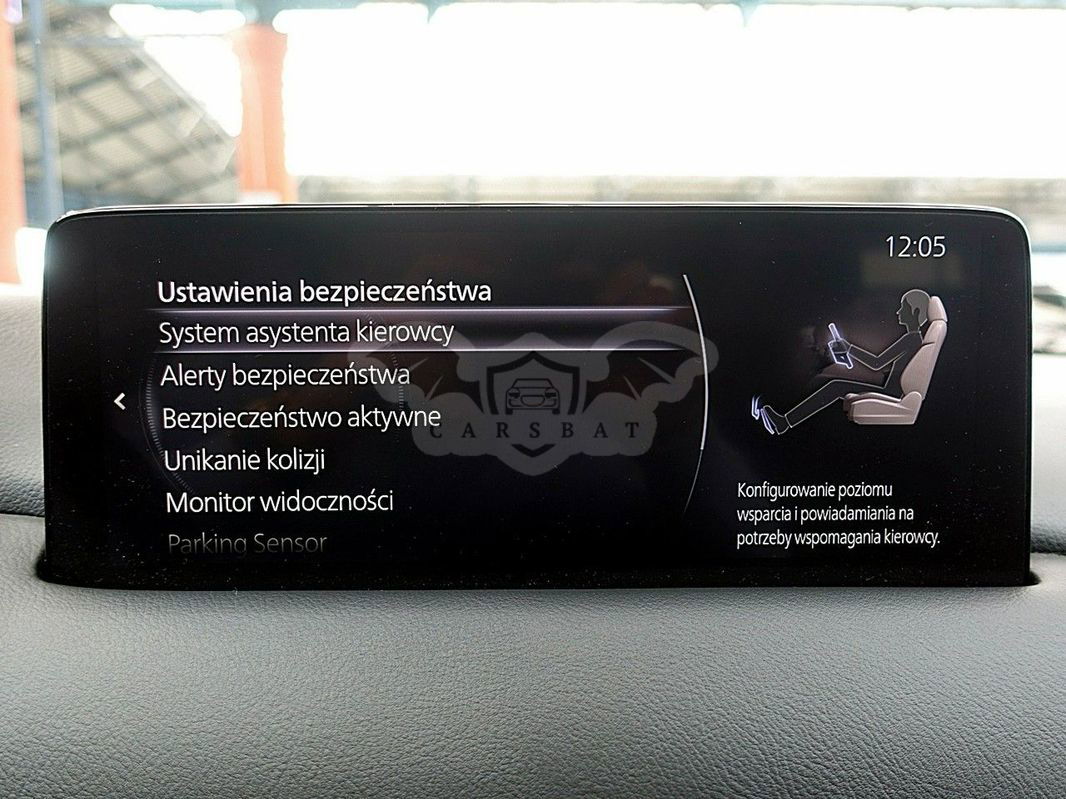 12:05
Ustawienia bezpieczeństwa
System asystenta kierowcy
Alerty bezpieczeństwa
Bezpieczeństwo aktywne
Unikanie kolizji
Monitor widoczności
Parking Sensor
CARSBAT
Konfigurowanie poziomu
wsparcia i powiadamiania na
potrzeby wspomagania kierowcy.